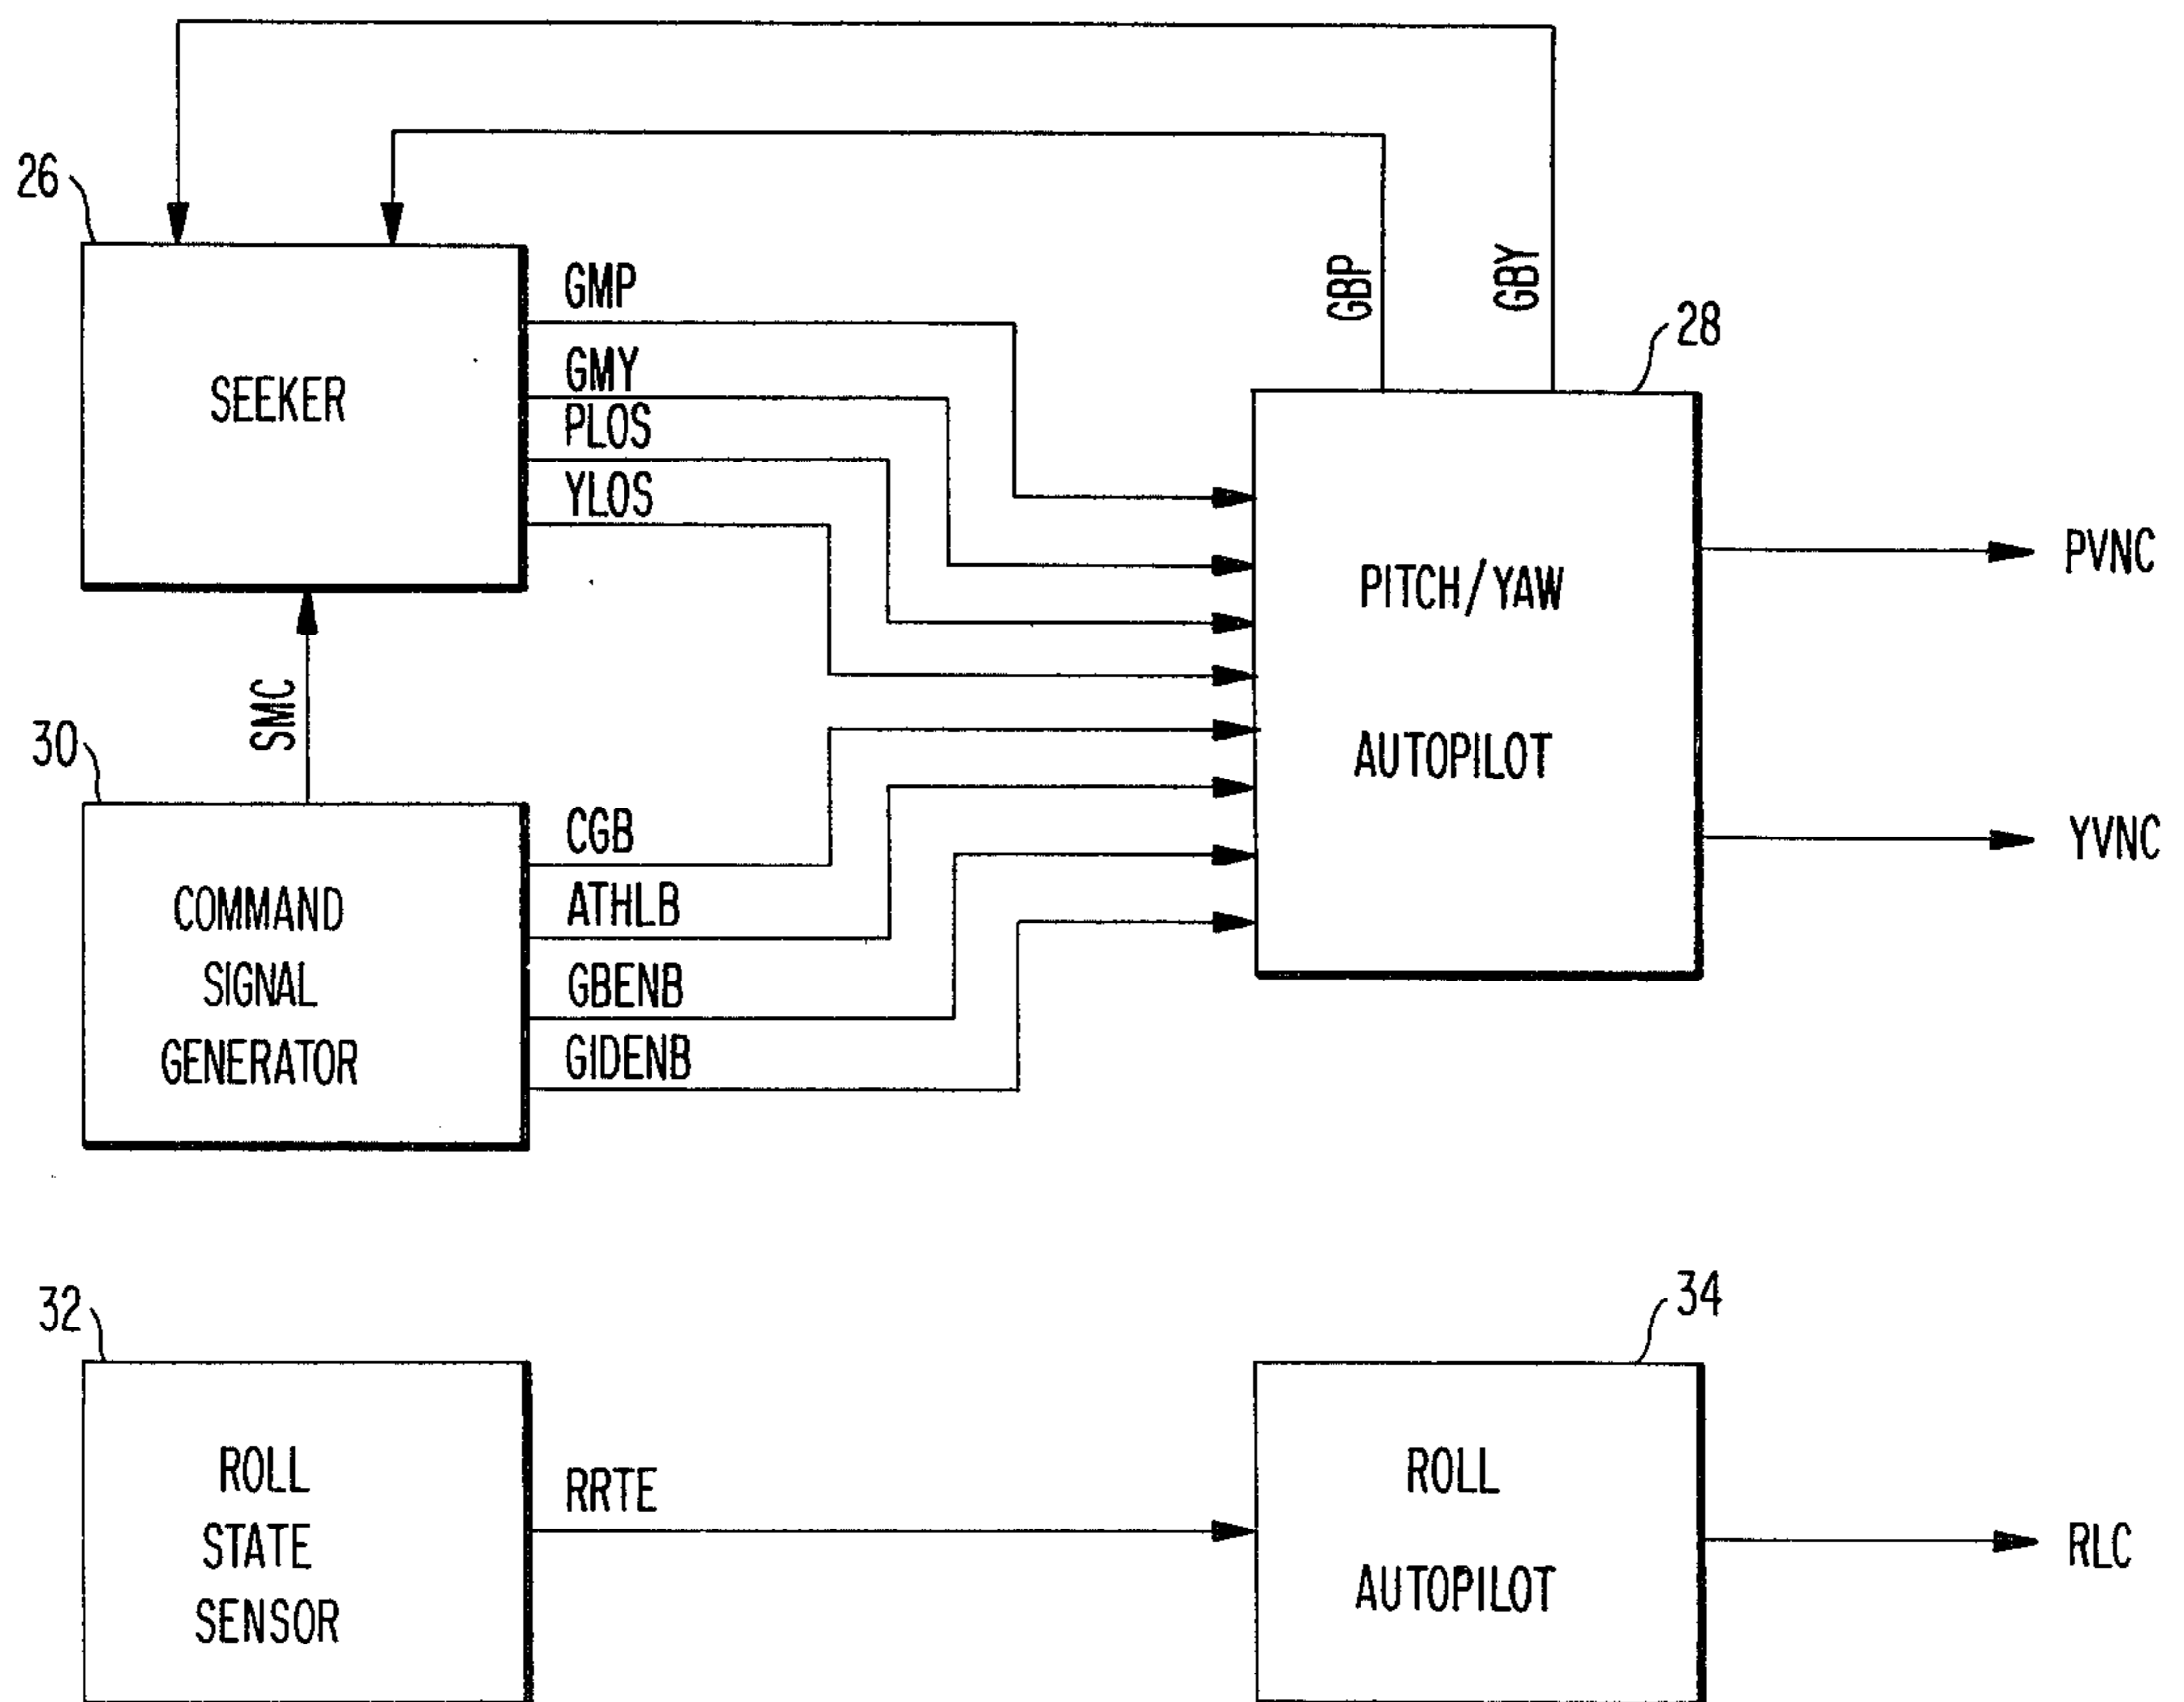 26
GBP
GBY
28
SEEKER
GMP
GMY
PLOS
YLOS
PITCH/YAW
AUTOPILOT
PVNC
YVNC
SMC
30
COMMAND
SIGNAL
GENERATOR
CGB
ATHLB
GBENB
GIDENB
32
ROLL
STATE
SENSOR
RRTE
34
ROLL
AUTOPILOT
RLC